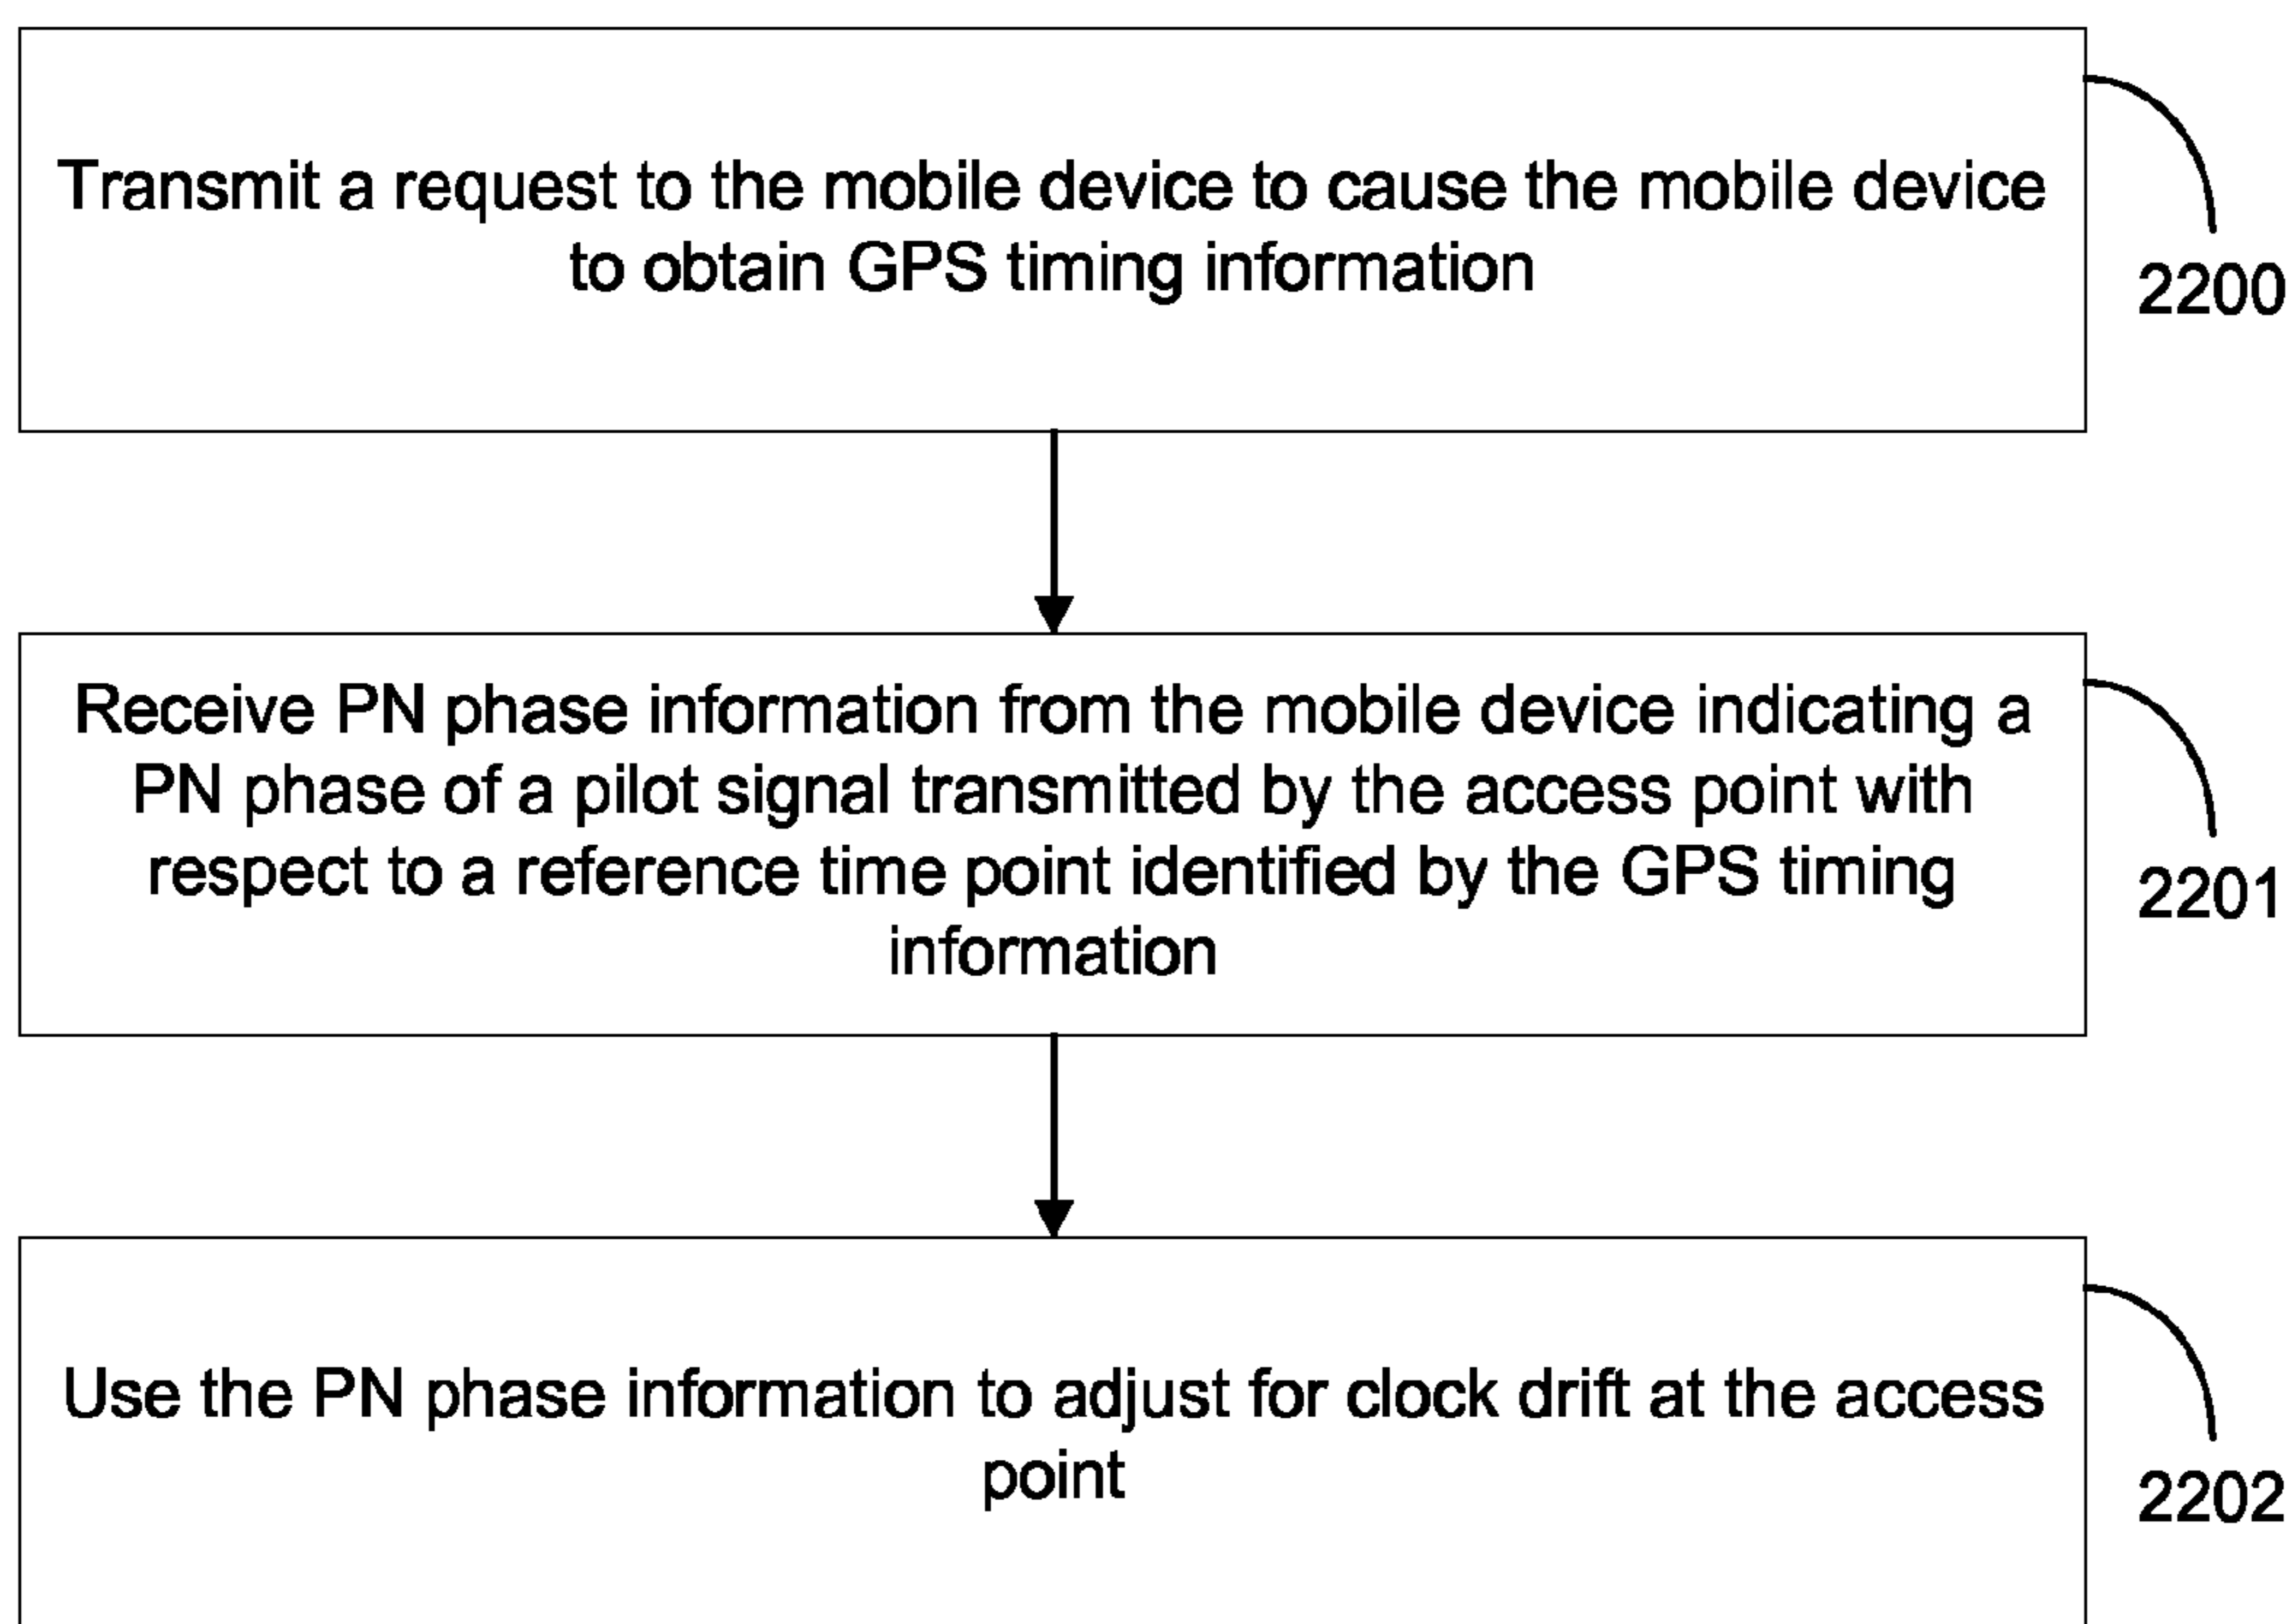 Transmit a request to the mobile device to cause the mobile device
to obtain GPS timing information
2200
Receive PN phase information from the mobile device indicating a
PN phase of a pilot signal transmitted by the access point with
respect to a reference time point identified by the GPS timing
information
2201
Use the PN phase information to adjust for clock drift at the access
point
2202